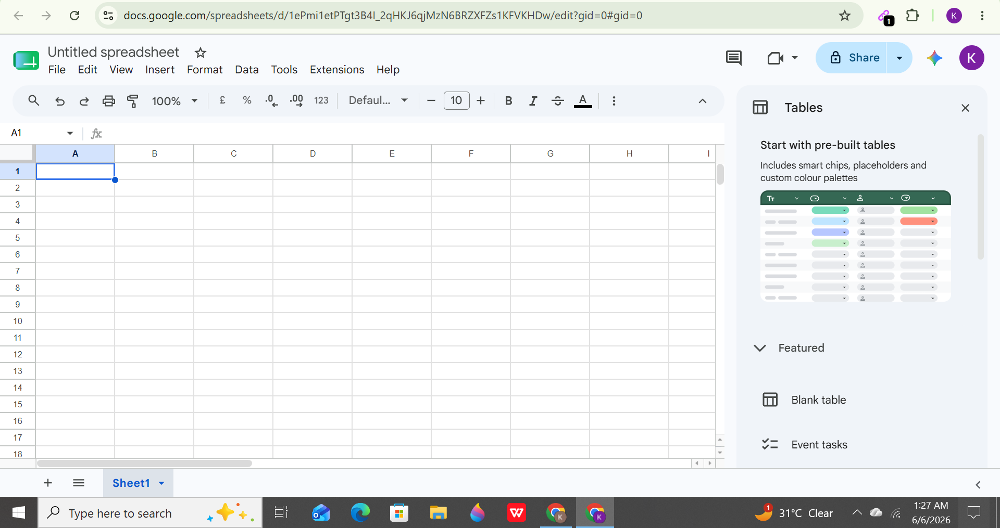 docs.google.com/spreadsheets/d/1ePmi1etPTgt3B4I_2qHKJ6qjMzN6BRZXFZs1KFVKHDw/edit?gid=0#gid=0
1
K
Untitled spreadsheet
File Edit View Insert Format Data Tools Extensions Help
Share
K
100% £ % .0 .00 123 Defaul... 10 B I S A
A1 fx
A B C D E F G H I
1
2
3
4
5
6
7
8
9
10
11
12
13
14
15
16
17
18
Tables
Start with pre-built tables
Includes smart chips, placeholders and
custom colour palettes
Tт
Featured
Blank table
Event tasks
Sheet1
Type here to search
W
K
K
1
31°C Clear
1:27 AM
6/6/2026